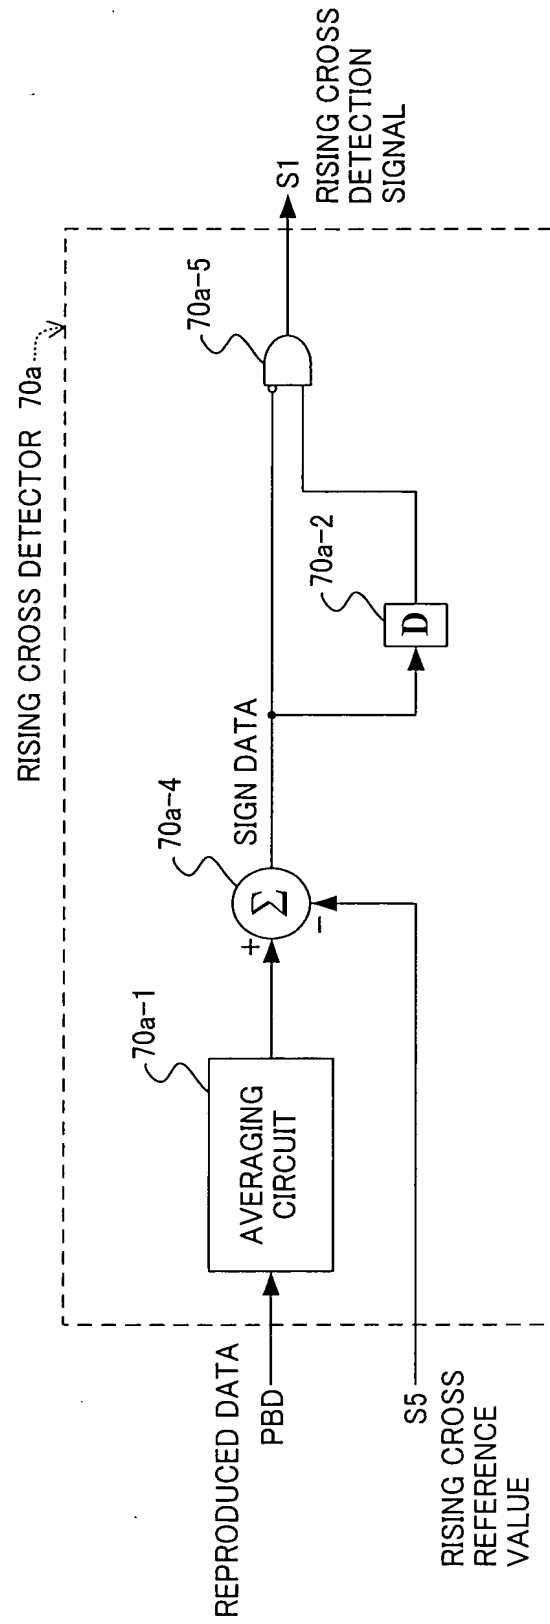 RISING CROSS DETECTOR 70a
REPRODUCED DATA
PBD
70a-1
AVERAGING
CIRCUIT
+
70a-4
Σ
−
SIGN DATA
70a-2
D
70a-5
S1
RISING CROSS
DETECTION
SIGNAL
S5
RISING CROSS
REFERENCE
VALUE